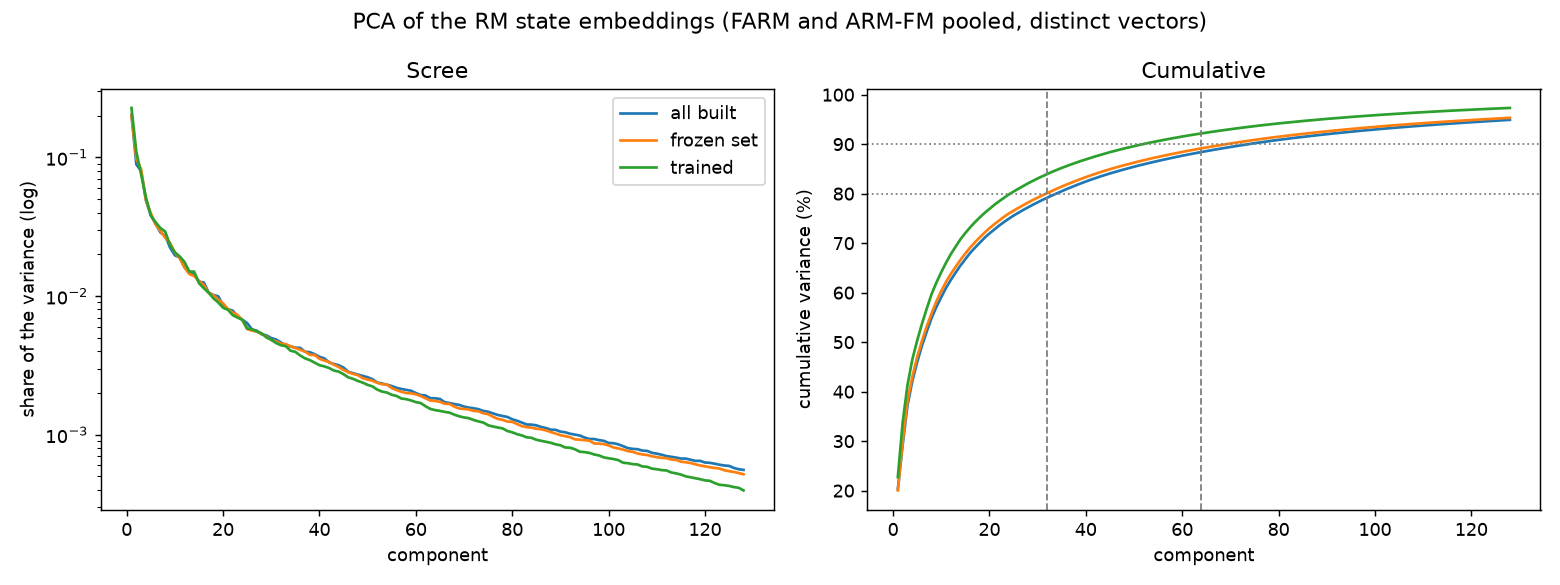 PCA of the RM state embeddings (FARM and ARM-FM pooled, distinct vectors)
Scree
share of the variance (log)
10⁻¹
10⁻²
10⁻³
all built
frozen set
trained
0 20 40 60 80 100 120
component
Cumulative
cumulative variance (%)
100
90
80
70
60
50
40
30
20
0 20 40 60 80 100 120
component